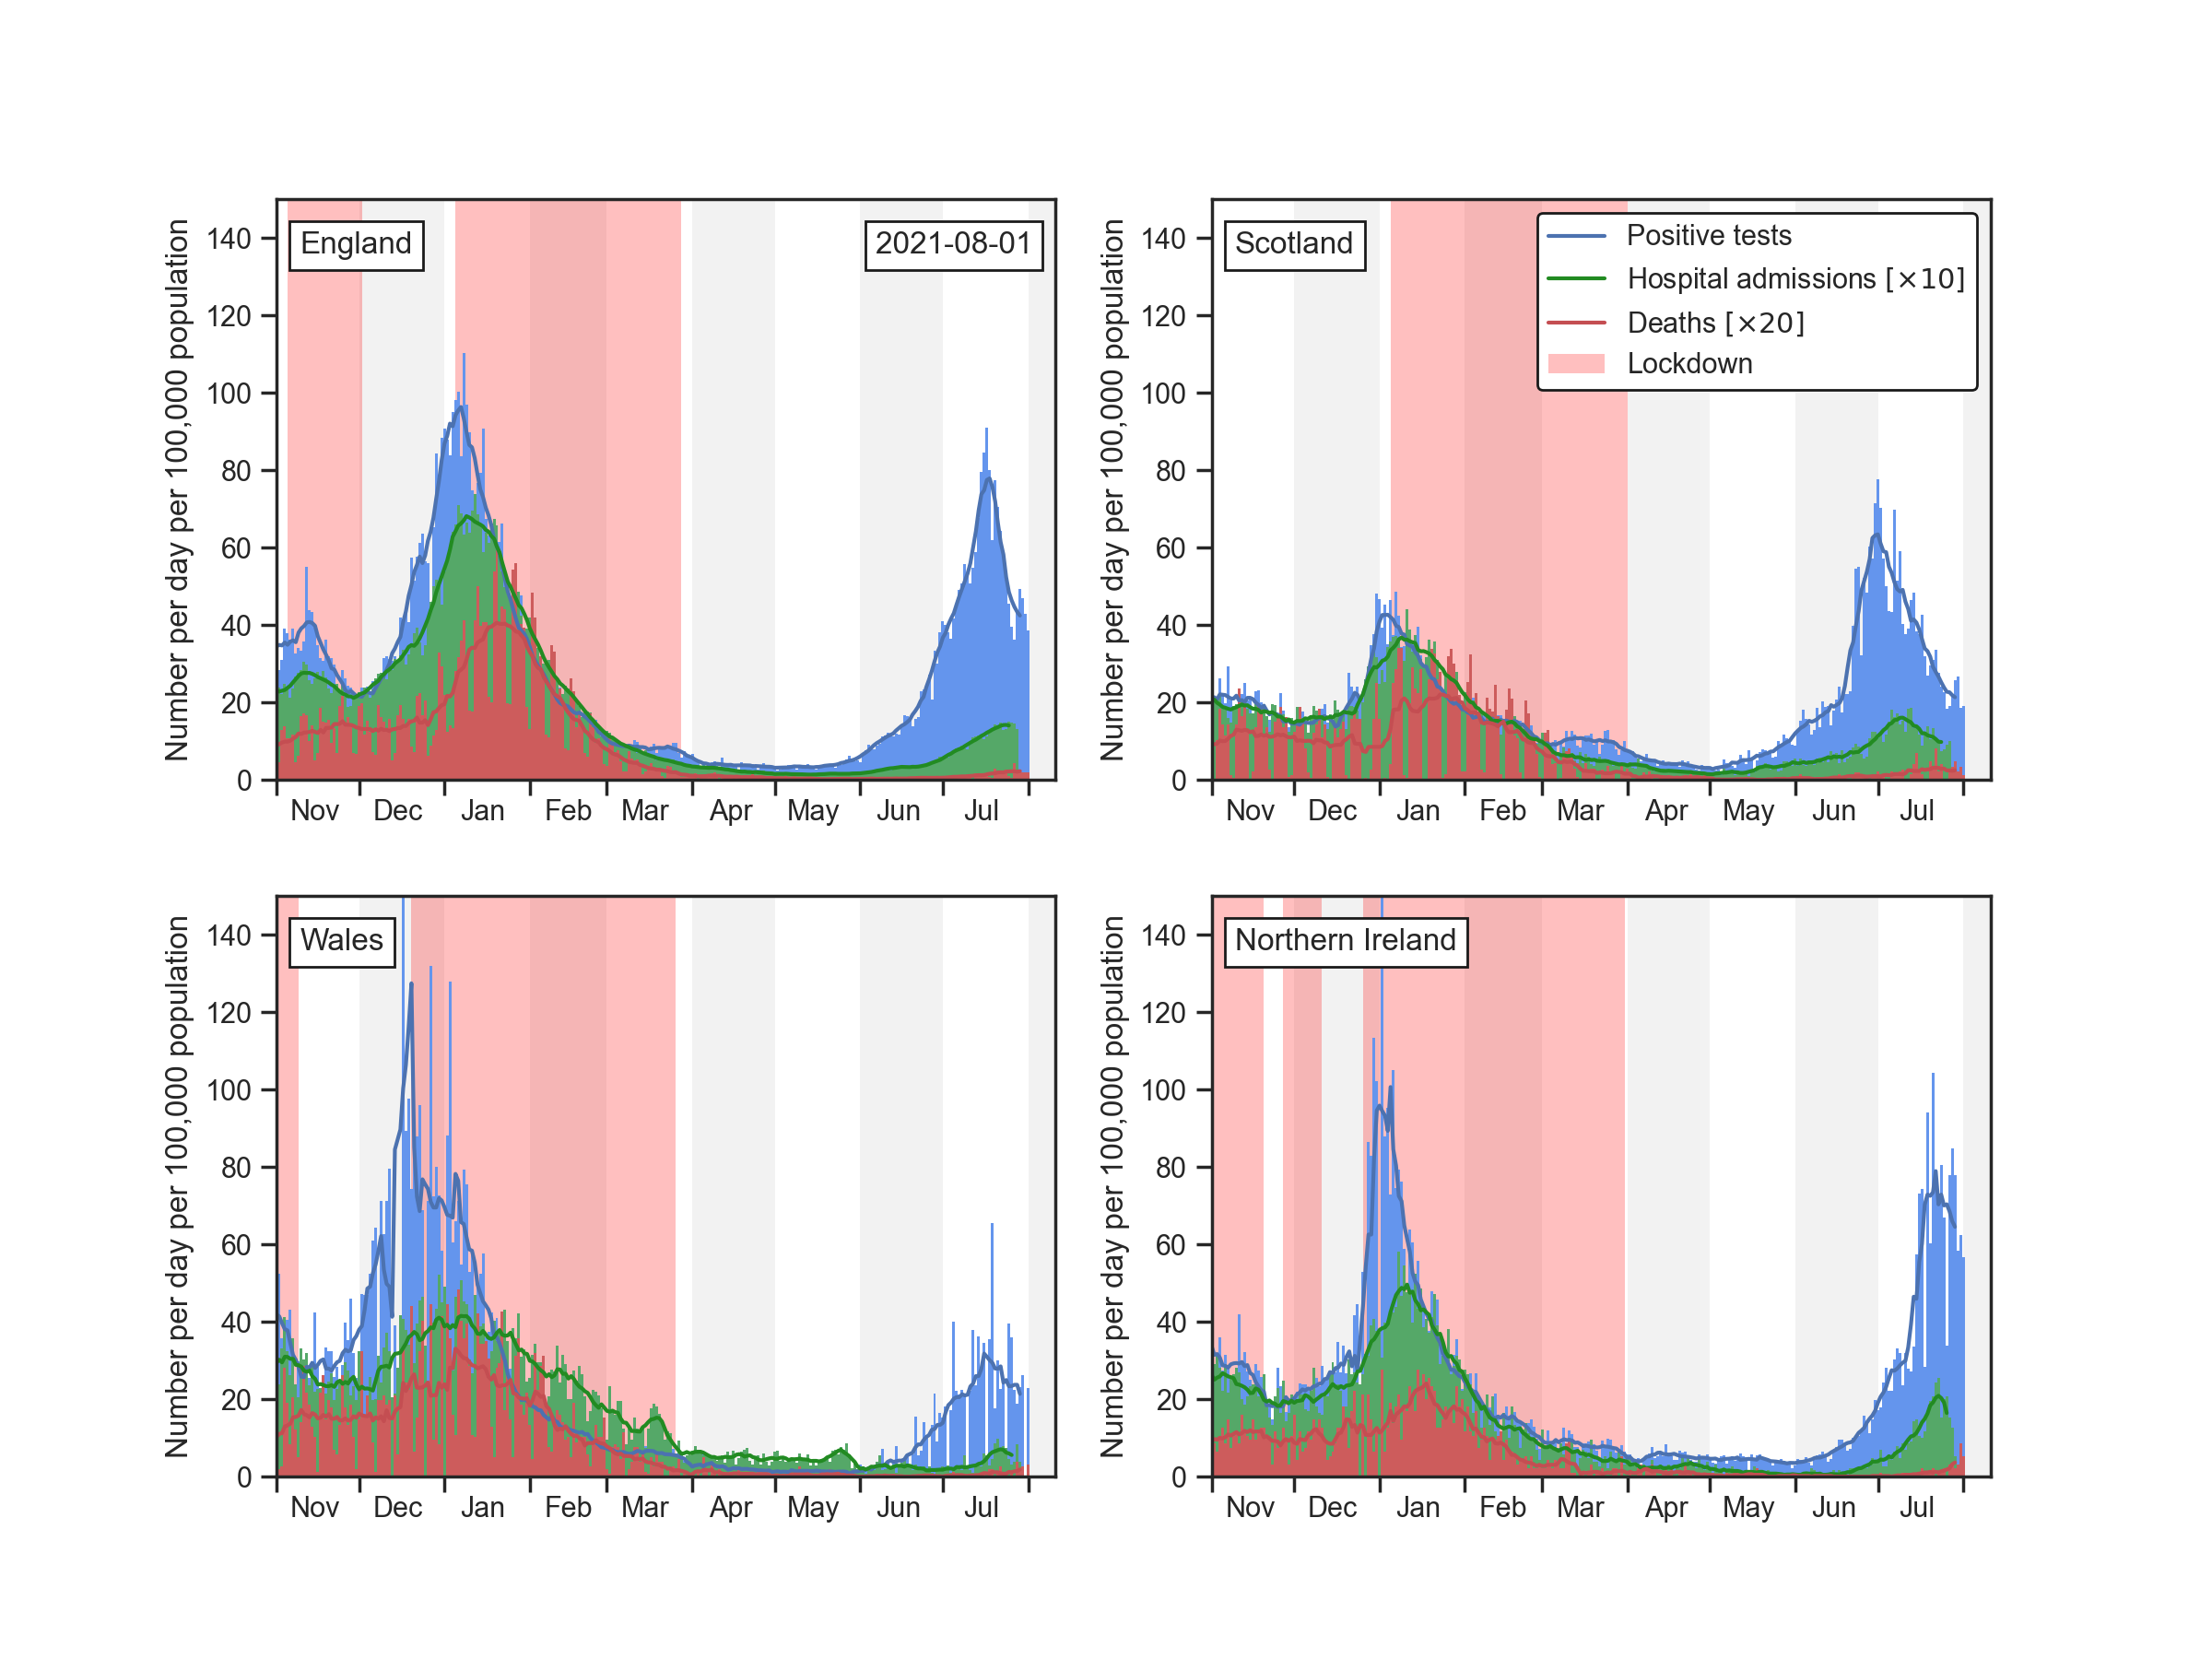 Number per day per 100,000 population
140
120
100
80
60
40
20
0
England
2021-08-01
Nov Dec Jan Feb Mar Apr May Jun Jul
Number per day per 100,000 population
140
120
100
80
60
40
20
0
Scotland
Positive tests
Hospital admissions [×10]
Deaths [×20]
Lockdown
Nov Dec Jan Feb Mar Apr May Jun Jul
Number per day per 100,000 population
140
120
100
80
60
40
20
0
Wales
Nov Dec Jan Feb Mar Apr May Jun Jul
Number per day per 100,000 population
140
120
100
80
60
40
20
0
Northern Ireland
Nov Dec Jan Feb Mar Apr May Jun Jul